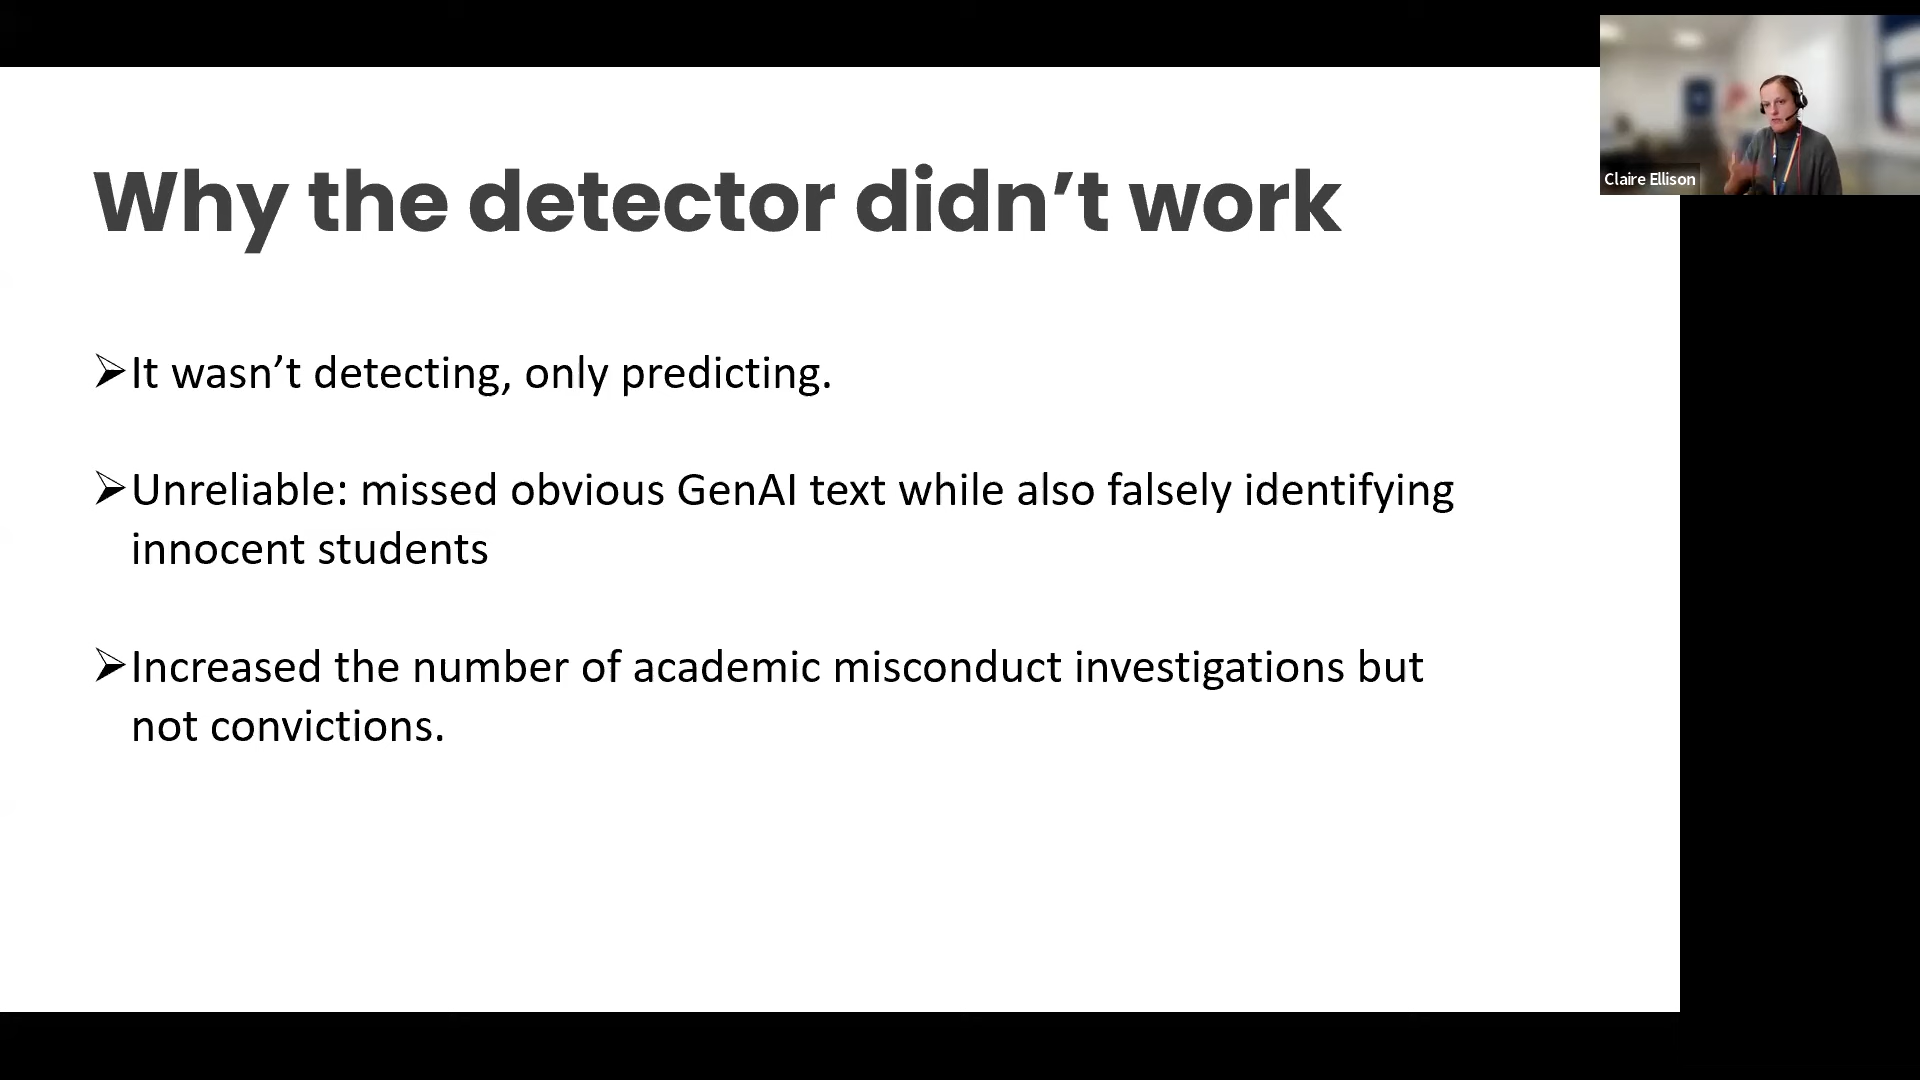 Why the detector didn’t work
➢It wasn’t detecting, only predicting.
➢Unreliable: missed obvious GenAI text while also falsely identifying
innocent students
➢Increased the number of academic misconduct investigations but
not convictions.
Claire Ellison